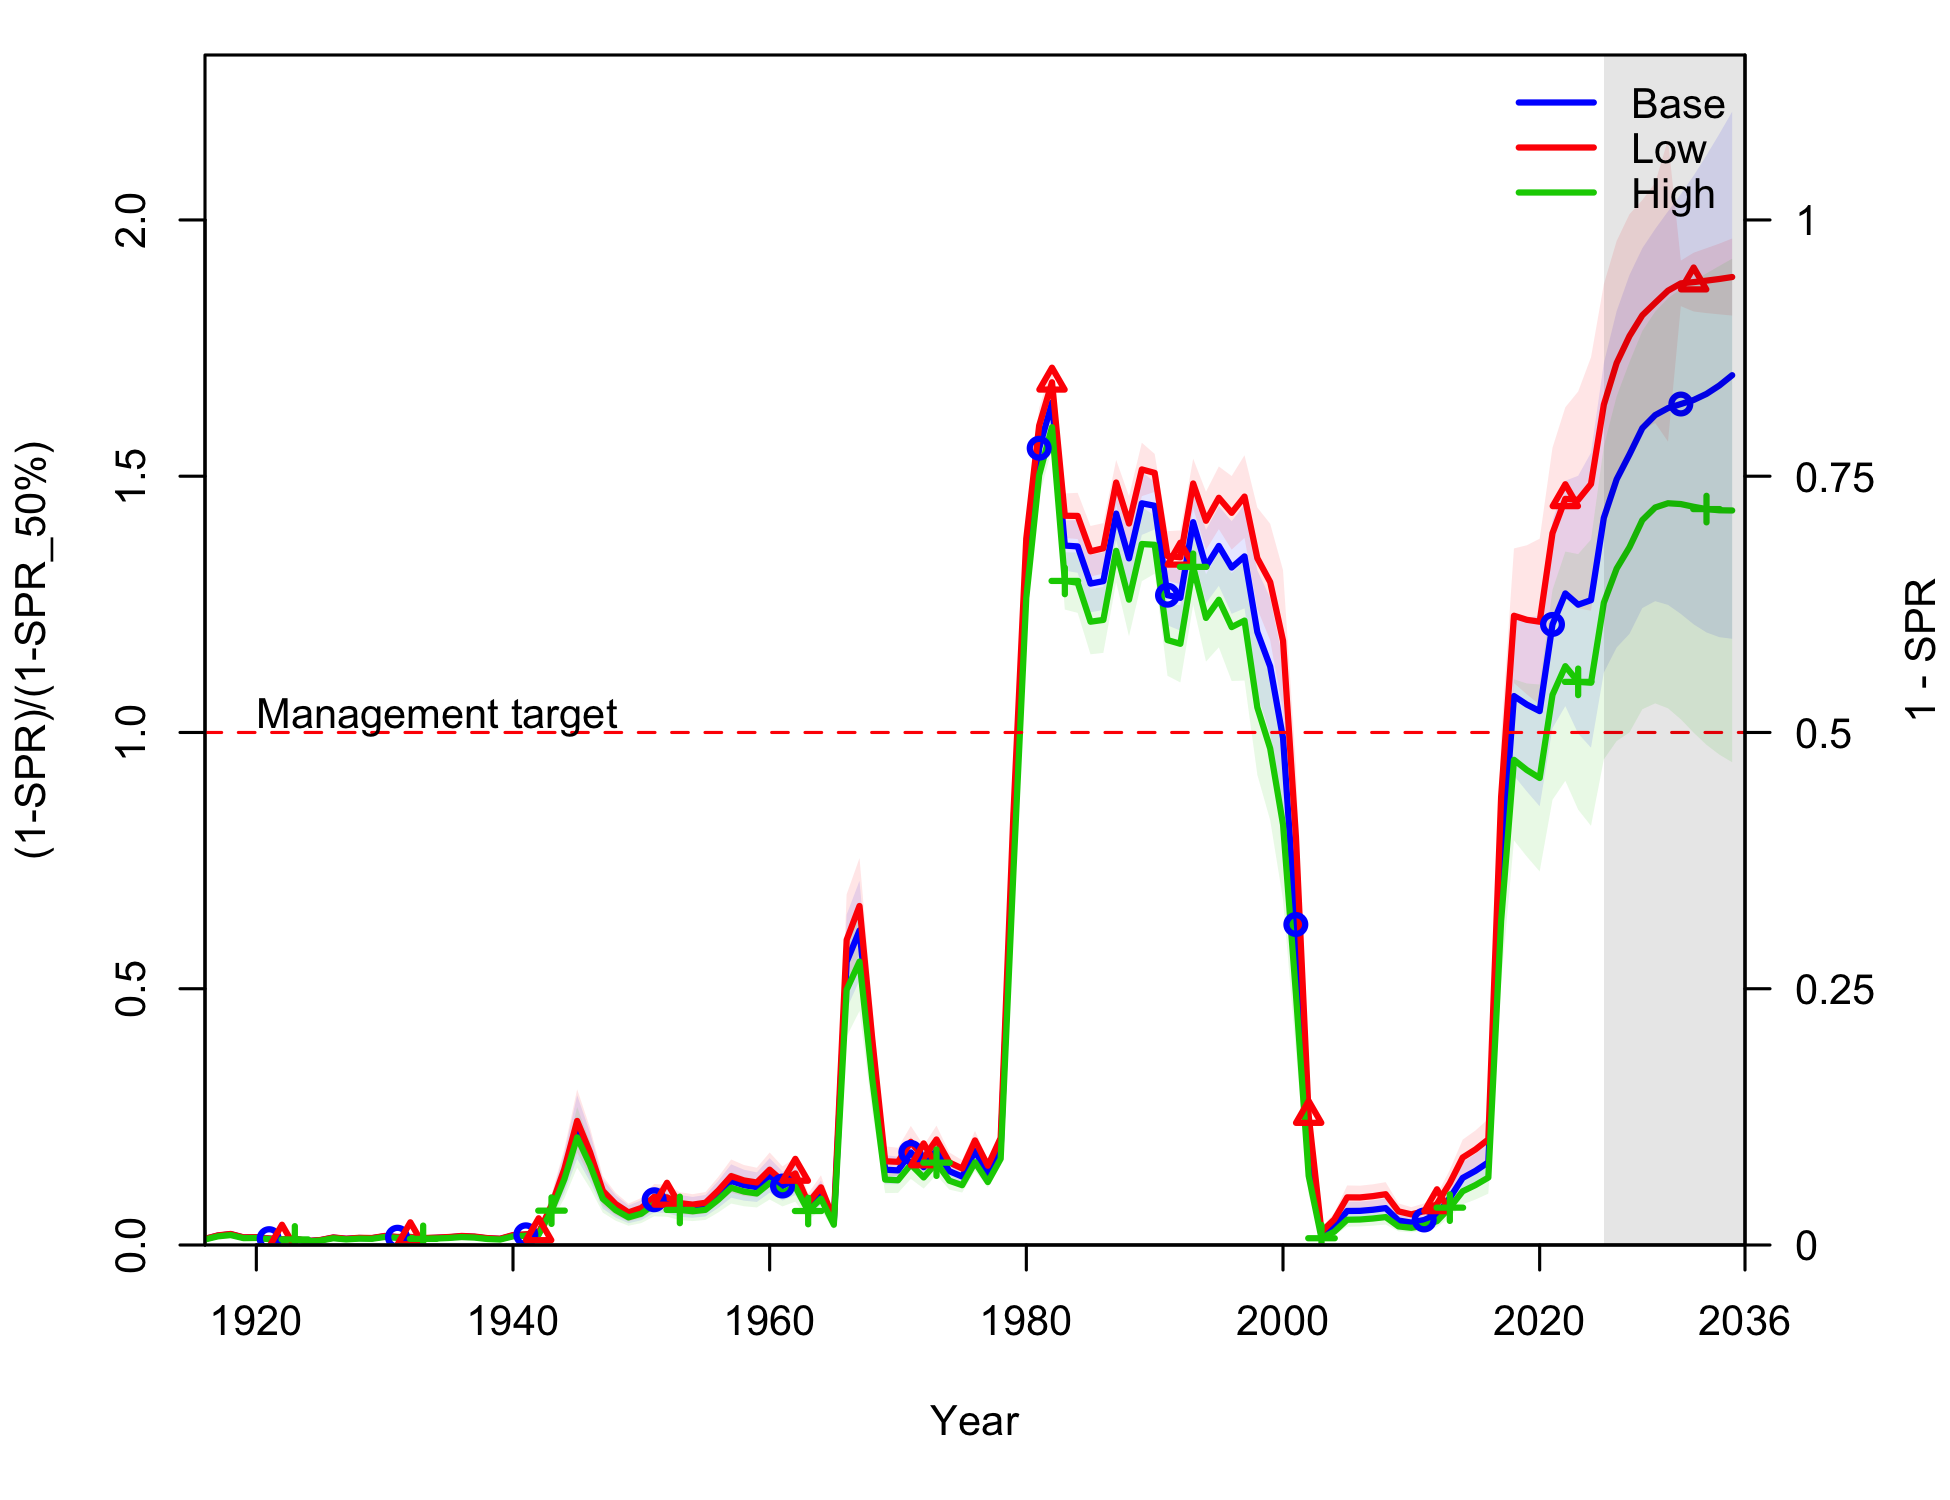 Base
Low
High
Management target
(1-SPR)/(1-SPR_50%)
0.0
0.5
1.0
1.5
2.0
1 - SPR
0
0.25
0.5
0.75
1
1920
1940
1960
1980
2000
2020
2036
Year